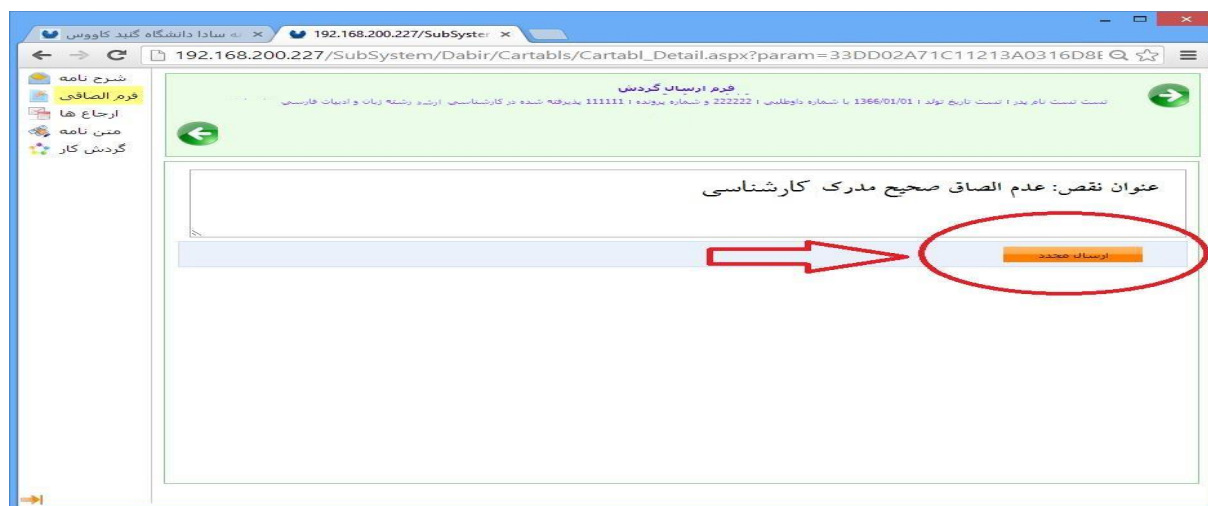 سادا دانشگاه گنبد کاووس
192.168.200.227/SubSyster
192.168.200.227/SubSystem/Dabir/Cartabls/Cartabl_Detail.aspx?param=33DD02A71C11213A0316D8E
شرح نامه
فرم الصاقی
ارجاع ها
متن نامه
گردش کار
فرم ارسال گردش
تست تست نام پدر : تست تاریخ تولد : 1366/01/01 با شماره داوطلبی : 222222 و شماره پرونده : 111111 پذیرفته شده در کارشناسی ارشد رشته زبان و ادبیات فارسی
عنوان نقص: عدم الصاق صحیح مدرک کارشناسی
ارسال مجدد